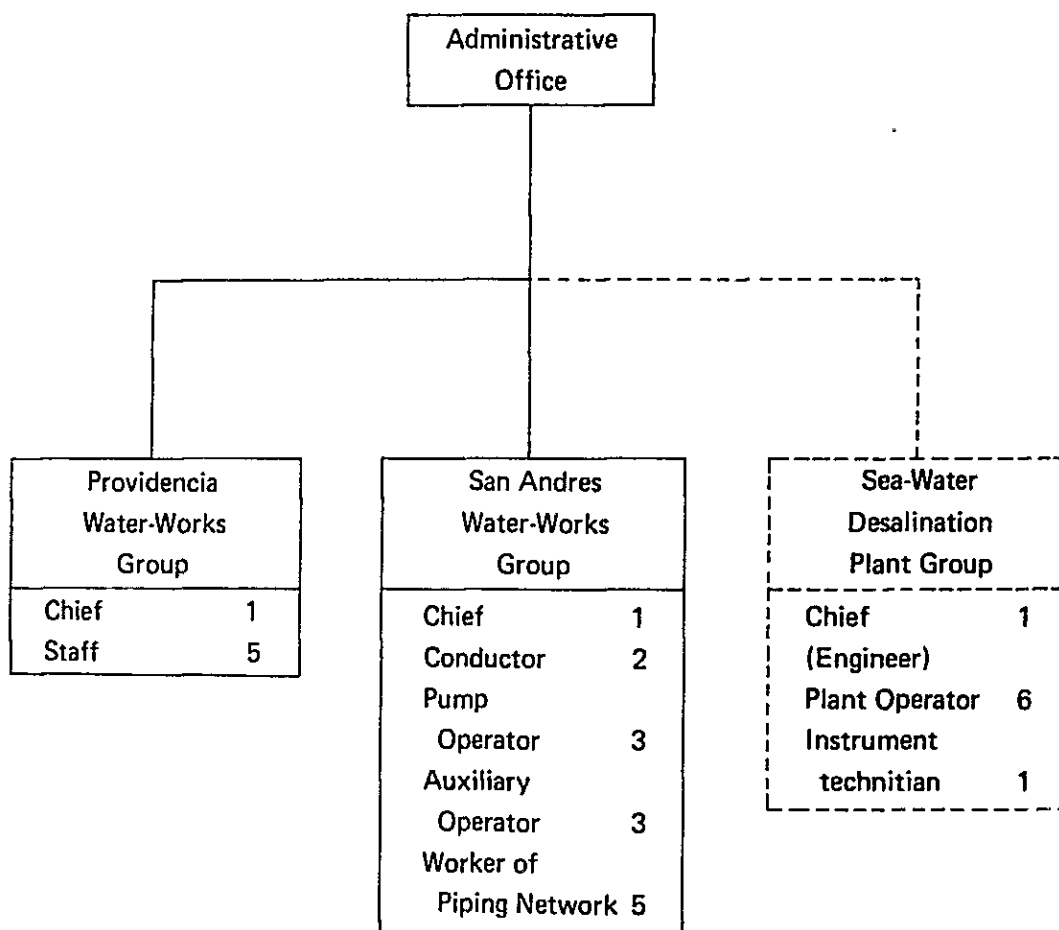 Administrative
Office
Providencia
Water-Works
Group
Chief 1
Staff 5
San Andres
Water-Works
Group
Chief 1
Conductor 2
Pump
Operator 3
Auxiliary
Operator 3
Worker of
Piping Network 5
Sea-Water
Desalination
Plant Group
Chief 1
(Engineer)
Plant Operator 6
Instrument
technitian 1